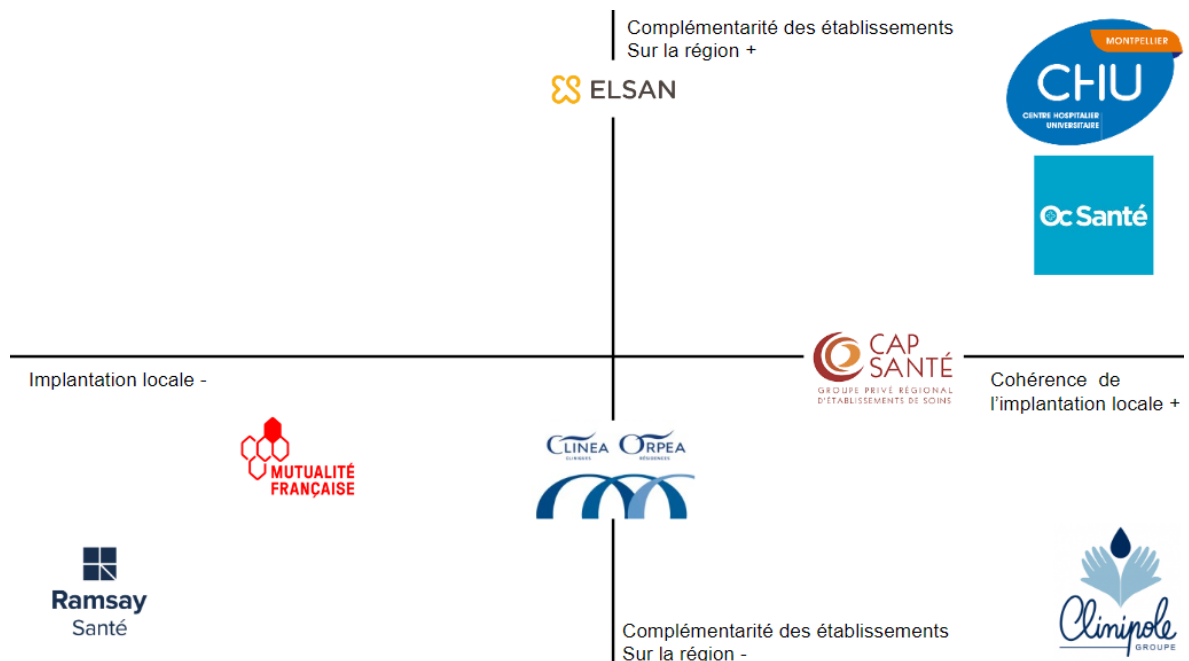 Complémentarité des établissements
Sur la région +
ELSAN
MONTPELLIER
CHU
CENTRE HOSPITALIER
UNIVERSITAIRE
Oc Santé
CAP
SANTÉ
GROUPE PRIVÉ RÉGIONAL
D'ÉTABLISSEMENTS DE SOINS
Implantation locale -
Cohérence de
l'implantation locale +
MUTUALITÉ
FRANÇAISE
CLINEA ORPEA
CLINIQUES RÉSIDENCES
Ramsay
Santé
Clinipole
GROUPE
Complémentarité des établissements
Sur la région -